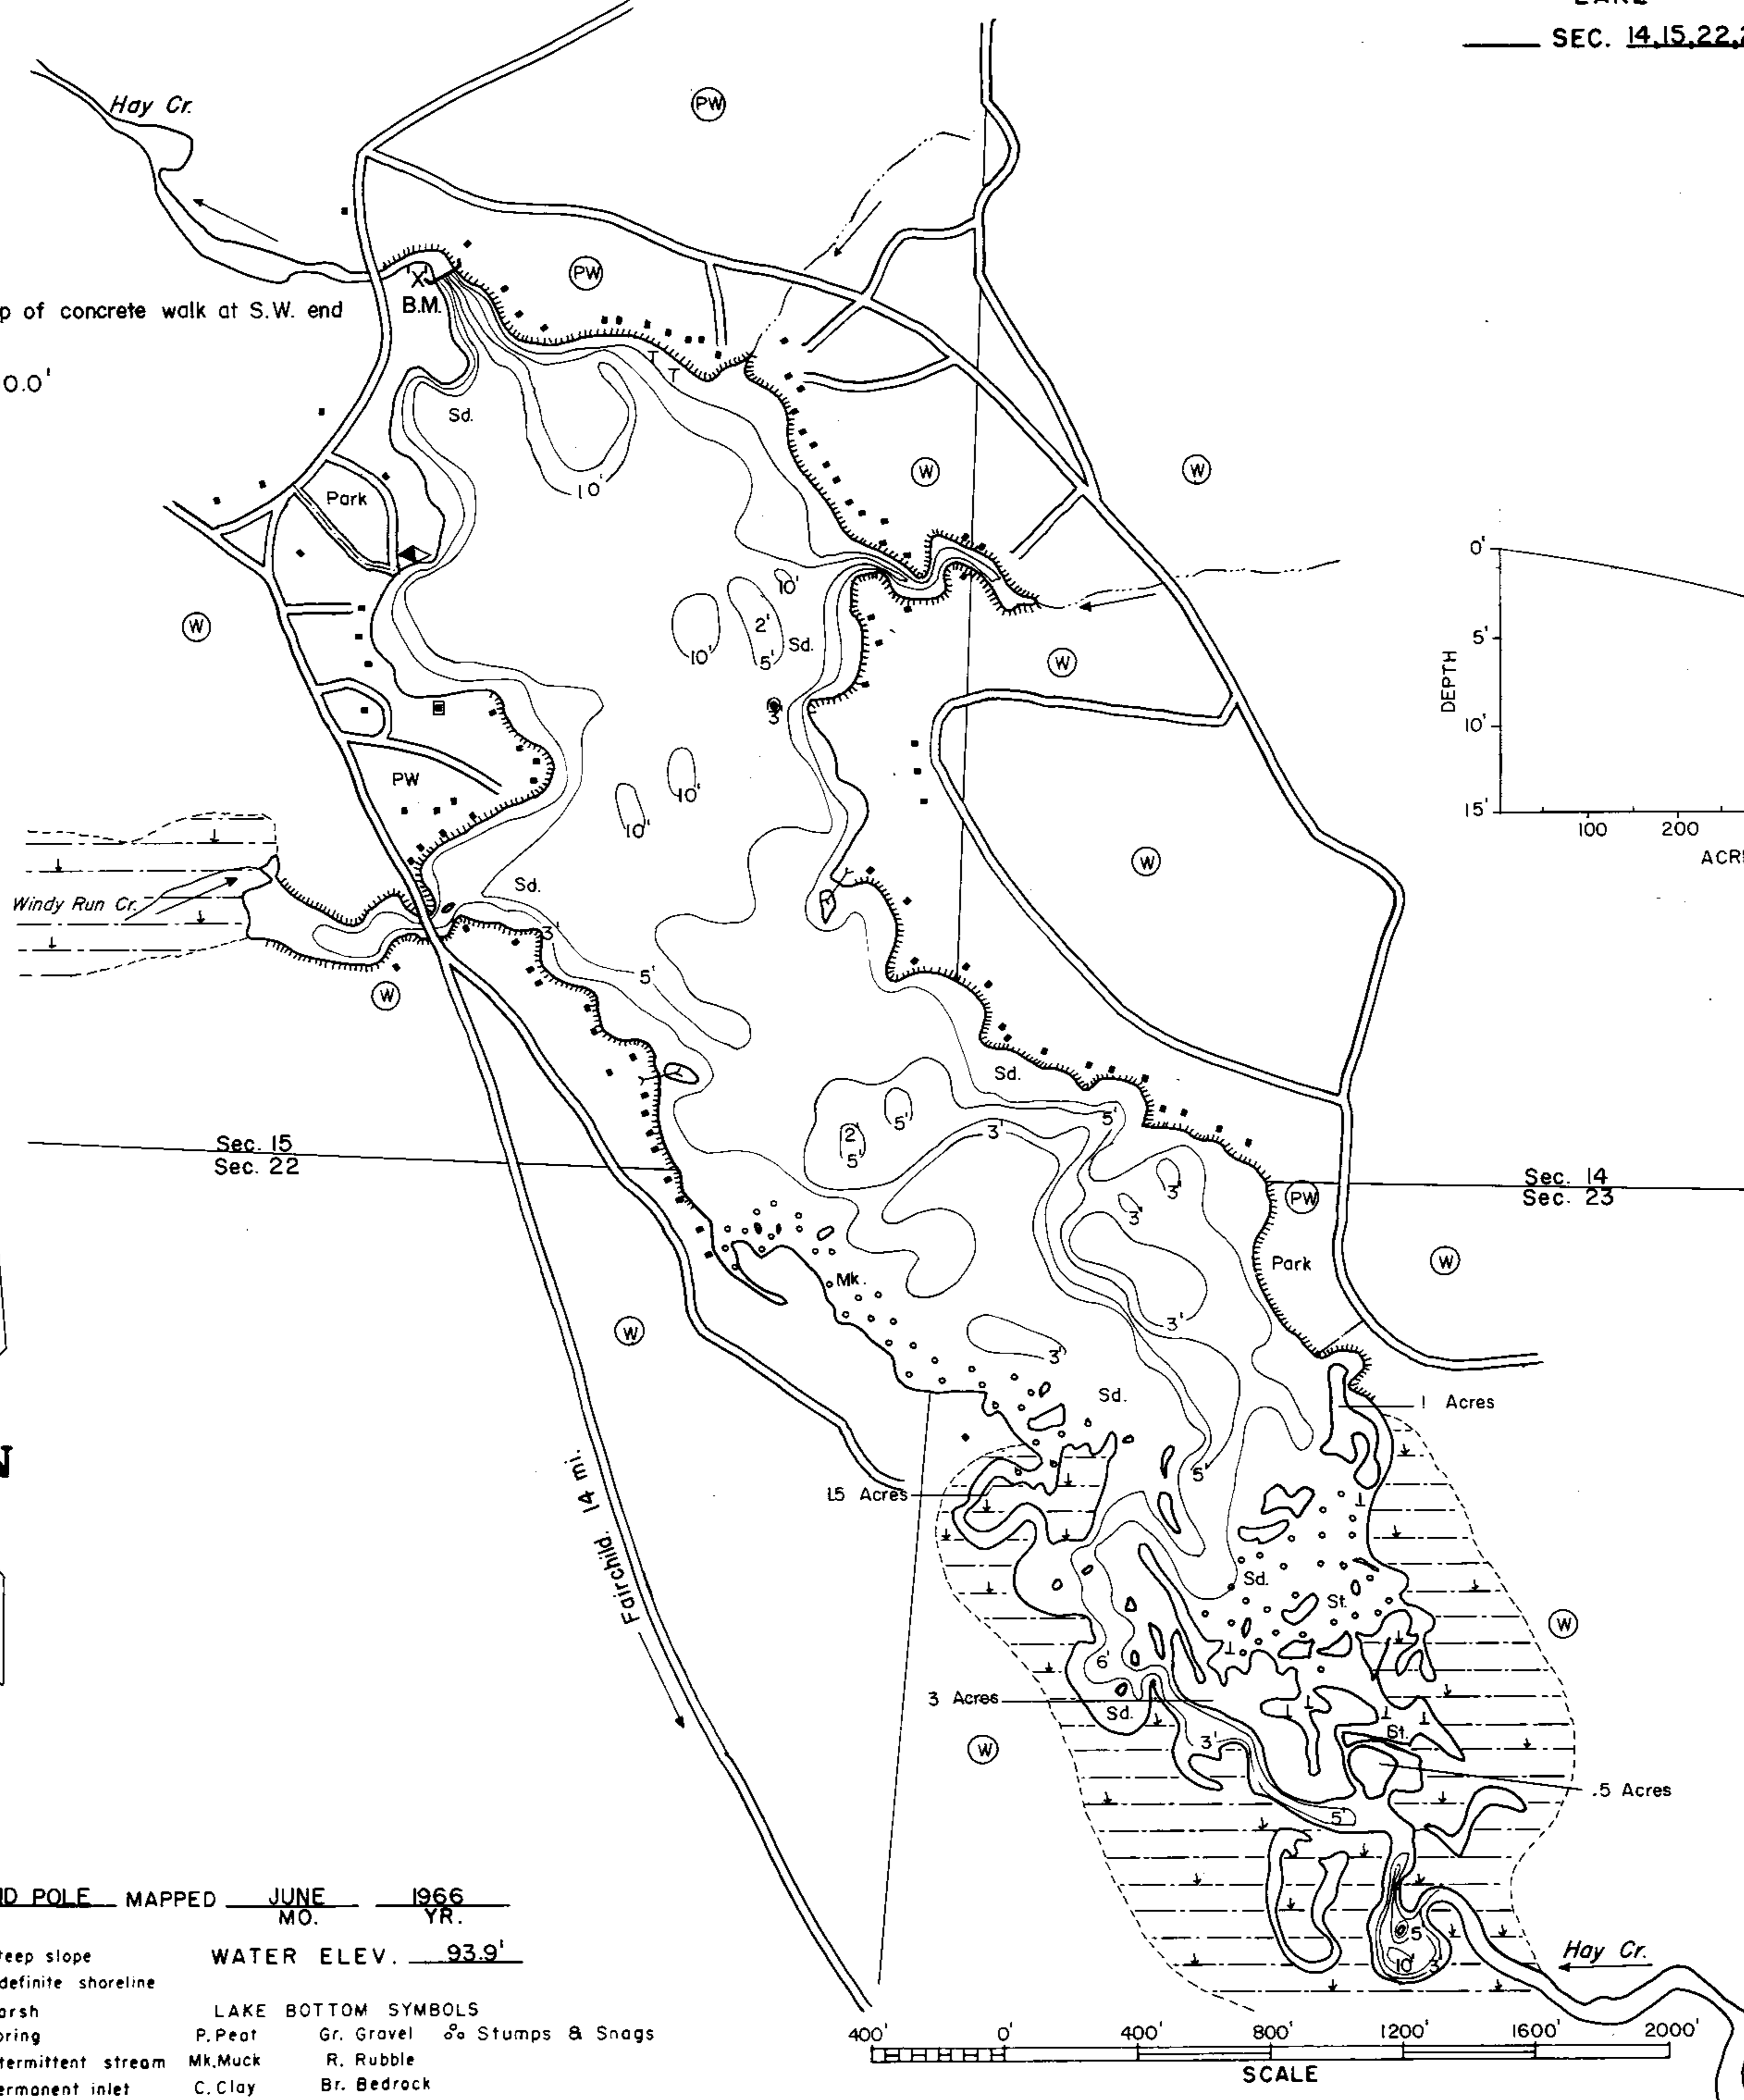 SEC. 14,15,22,
Hay Cr.
PW
PW
'X'
B.M.
p of concrete walk at S.W. end
0.0'
T
T
Sd.
10'
Park
W
W
W
10'
2'
5'
10'
Sd.
3'
W
0'
5'
10'
15'
DEPTH
100 200
PW
10'
10'
W
Windy Run Cr.
Sd.
3'
5'
W
Sd.
5'
2'
5'
3'
5'
Sec. 15
Sec. 22
Sec. 14
Sec. 23
PW
3'
3'
Park
W
Mk.
3'
W
3'
Sd.
1 Acres
5'
15 Acres
Fairchild 14 mi.
Sd.
St.
W
6'
3 Acres
Sd.
3'
St.
W
.5 Acres
5'
5'
10'
3'
Hay Cr.
D POLE MAPPED JUNE 1966
MO. YR.
teep slope
WATER ELEV. 93.9'
definite shoreline
arsh
LAKE BOTTOM SYMBOLS
pring
P. Peat Gr. Gravel Stumps & Snags
termittent stream Mk. Muck R. Rubble
ermanent inlet C. Clay Br. Bedrock
400' 0' 400' 800' 1200' 1600' 2000'
SCALE